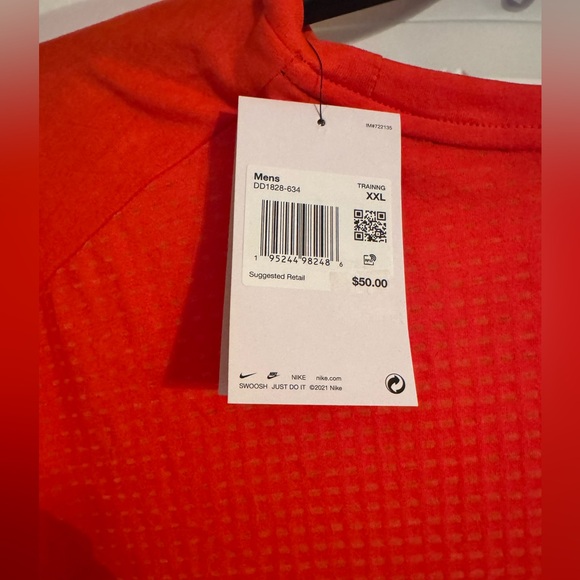 IM#722135
Mens
DD1828-634
TRAINNG
XXL
1 95244 98248 6
Suggested Retail
$50.00
NIKE nike.com
SWOOSH JUST DO IT ©2021 Nike